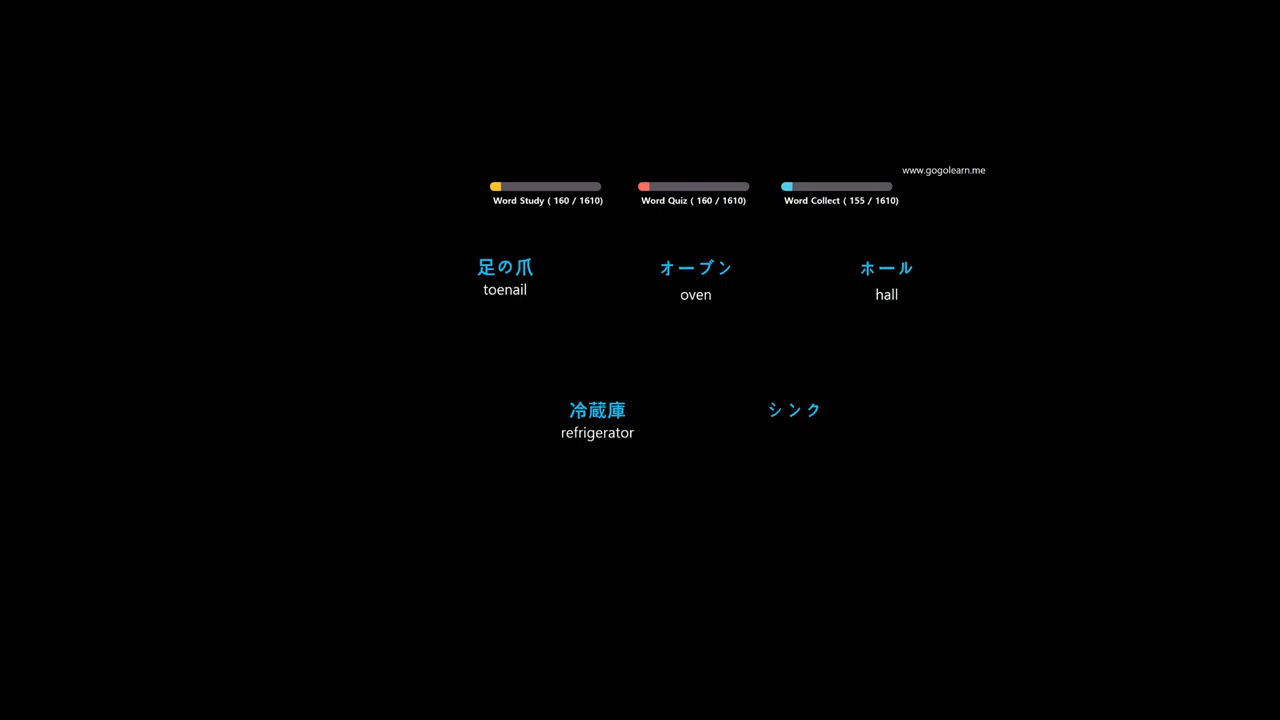 www.gogolearn.me
Word Study ( 160 / 1610)
Word Quiz ( 160 / 1610)
Word Collect ( 155 / 1610)
足の爪
toenail
オーブン
oven
ホール
hall
冷蔵庫
refrigerator
シンク